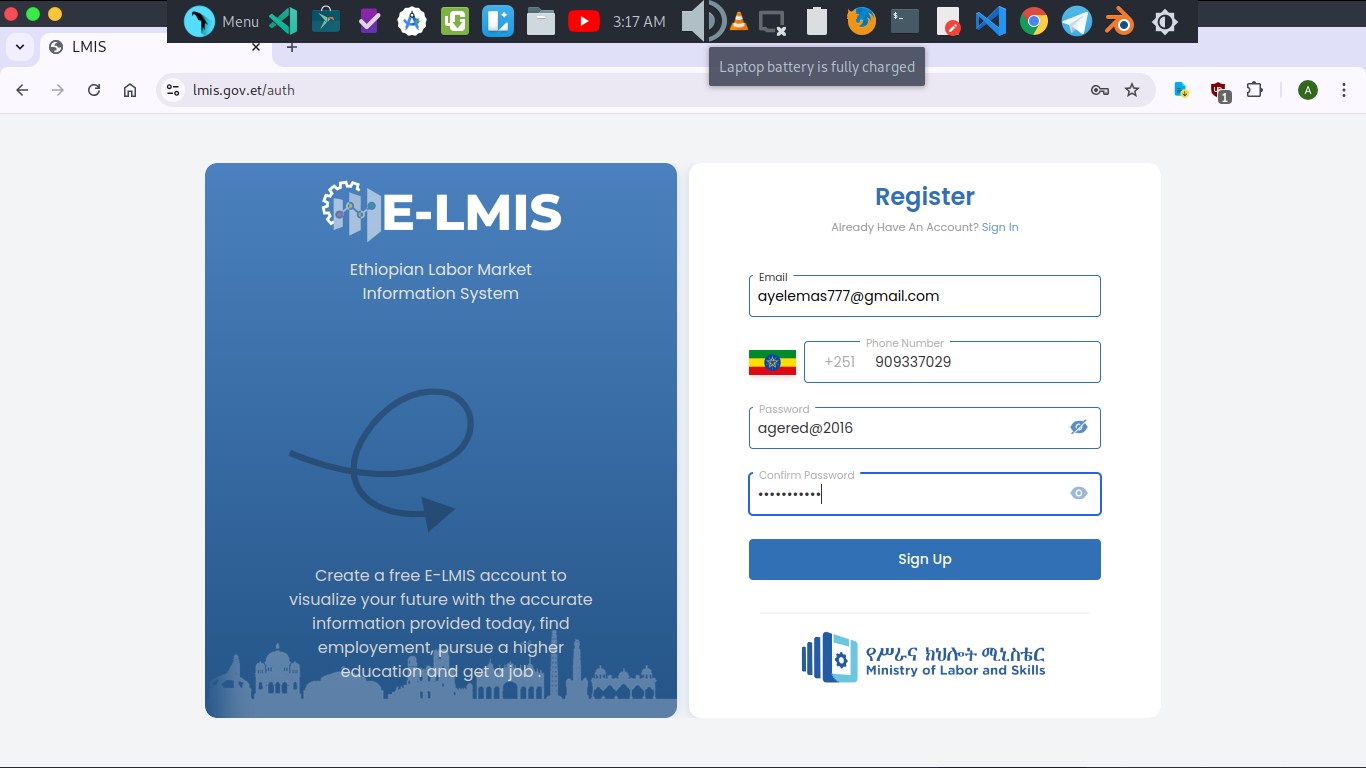 Menu
3:17 AM
LMIS
Laptop battery is fully charged
lmis.gov.et/auth
1
A
E-LMIS
Ethiopian Labor Market
Information System
Create a free E-LMIS account to
visualize your future with the accurate
information provided today, find
employement, pursue a higher
education and get a job .
Register
Already Have An Account? Sign In
Email
ayelemas777@gmail.com
Phone Number
+251 909337029
Password
agered@2016
Confirm Password
•••••••••••
Sign Up
የሥራና ክህሎት ሚኒስቴር
Ministry of Labor and Skills